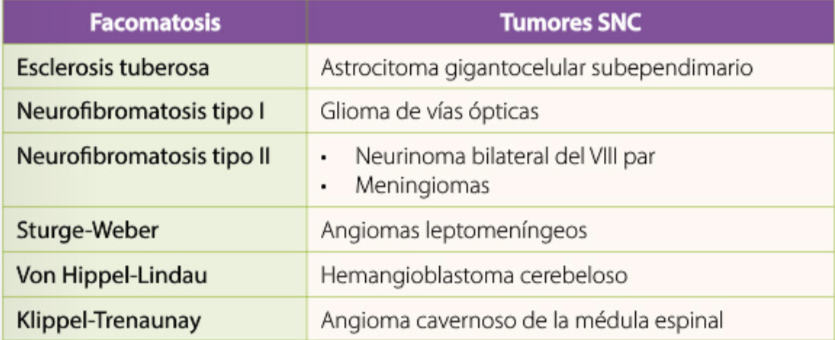 Facomatosis Tumores SNC
Esclerosis tuberosa Astrocitoma gigantocelular subependimario
Neurofibromatosis tipo I Glioma de vías ópticas
Neurofibromatosis tipo II • Neurinoma bilateral del VIII par
• Meningiomas
Sturge-Weber Angiomas leptomeníngeos
Von Hippel-Lindau Hemangioblastoma cerebeloso
Klippel-Trenaunay Angioma cavernoso de la médula espinal